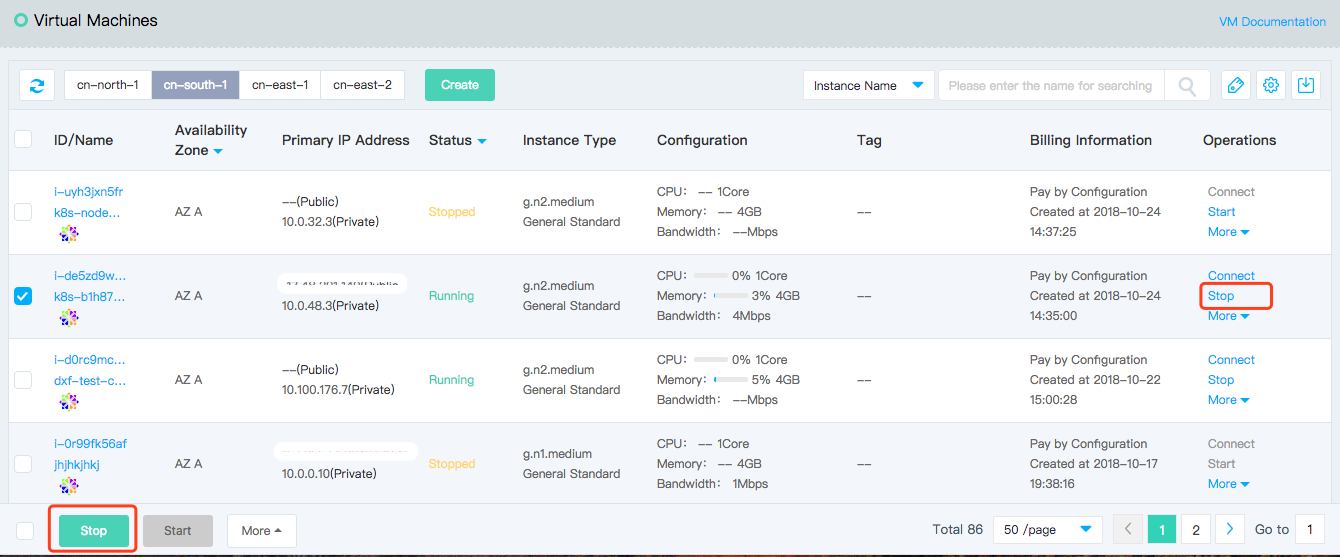 Virtual Machines
VM Documentation
cn-north-1 cn-south-1 cn-east-1 cn-east-2 Create Instance Name Please enter the name for searching
ID/Name Availability Zone Primary IP Address Status Instance Type Configuration Tag Billing Information Operations
i-uyh3jxn5fr
k8s-node...
AZ A
--(Public)
10.0.32.3(Private)
Stopped
g.n2.medium
General Standard
CPU: -- 1Core
Memory: -- 4GB
Bandwidth: --Mbps
--
Pay by Configuration
Created at 2018-10-24
14:37:25
Connect
Start
More
i-de5zd9w...
k8s-b1h87...
AZ A
10.0.48.3(Private)
Running
g.n2.medium
General Standard
CPU: 0% 1Core
Memory: 3% 4GB
Bandwidth: 4Mbps
--
Pay by Configuration
Created at 2018-10-24
14:35:00
Connect
Stop
More
i-d0rc9mc...
dxf-test-c...
AZ A
--(Public)
10.100.176.7(Private)
Running
g.n2.medium
General Standard
CPU: 0% 1Core
Memory: 5% 4GB
Bandwidth: --Mbps
--
Pay by Configuration
Created at 2018-10-22
15:00:28
Connect
Stop
More
i-0r99fk56af
jhjhkjhkj
AZ A
10.0.0.10(Private)
Stopped
g.n1.medium
General Standard
CPU: -- 1Core
Memory: -- 4GB
Bandwidth: 1Mbps
--
Pay by Configuration
Created at 2018-10-17
19:38:16
Connect
Start
More
Stop Start More Total 86 50 /page 1 2 Go to 1